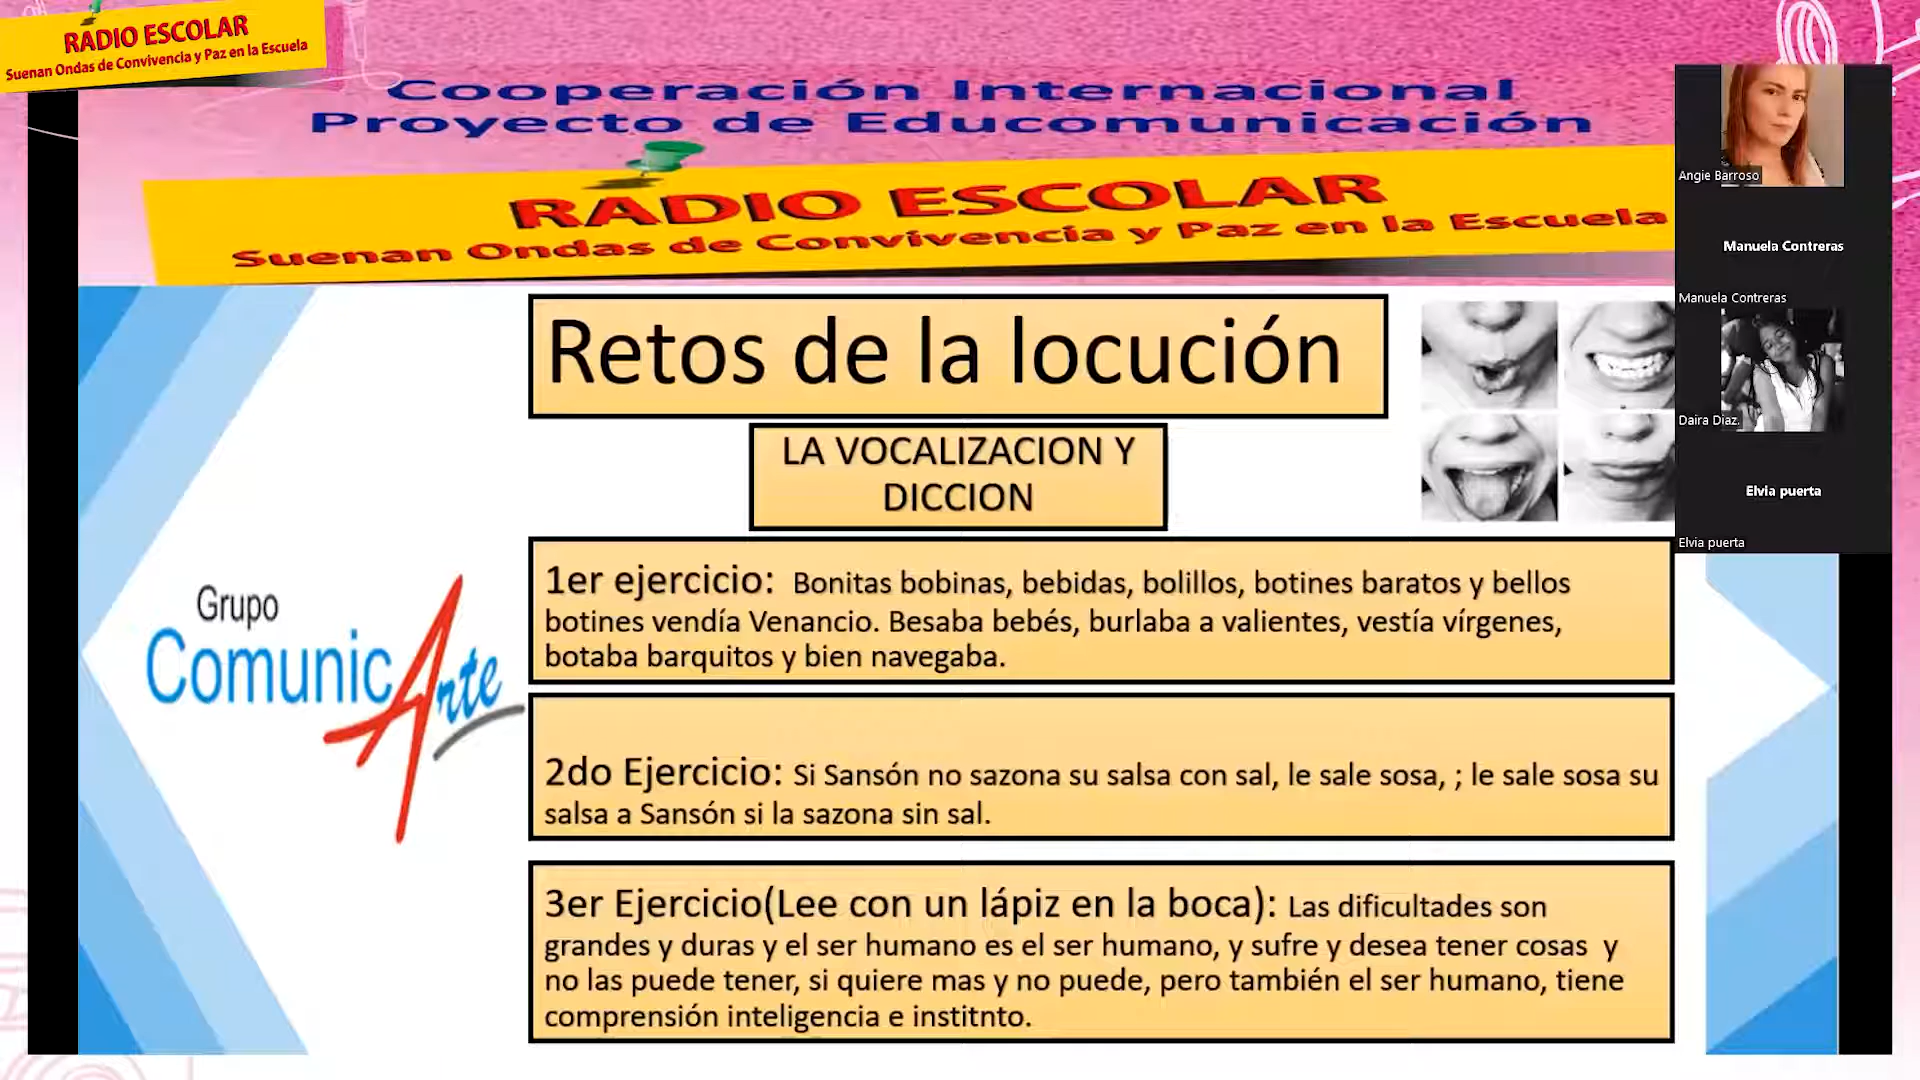 RADIO ESCOLAR
Suenan Ondas de Convivencia y Paz en la Escuela
Cooperación Internacional
Proyecto de Educomunicación
RADIO ESCOLAR
Suenan Ondas de Convivencia y Paz en la Escuela
Angie Barroso
Manuela Contreras
Manuela Contreras
Daira Diaz.
Elvia puerta
Elvia puerta
Retos de la locución
LA VOCALIZACION Y
DICCION
Grupo
ComunicArte
1er ejercicio: Bonitas bobinas, bebidas, bolillos, botines baratos y bellos
botines vendía Venancio. Besaba bebés, burlaba a valientes, vestía vírgenes,
botaba barquitos y bien navegaba.
2do Ejercicio: Si Sansón no sazona su salsa con sal, le sale sosa, ; le sale sosa su
salsa a Sansón si la sazona sin sal.
3er Ejercicio(Lee con un lápiz en la boca): Las dificultades son
grandes y duras y el ser humano es el ser humano, y sufre y desea tener cosas y
no las puede tener, si quiere mas y no puede, pero también el ser humano, tiene
comprensión inteligencia e institnto.